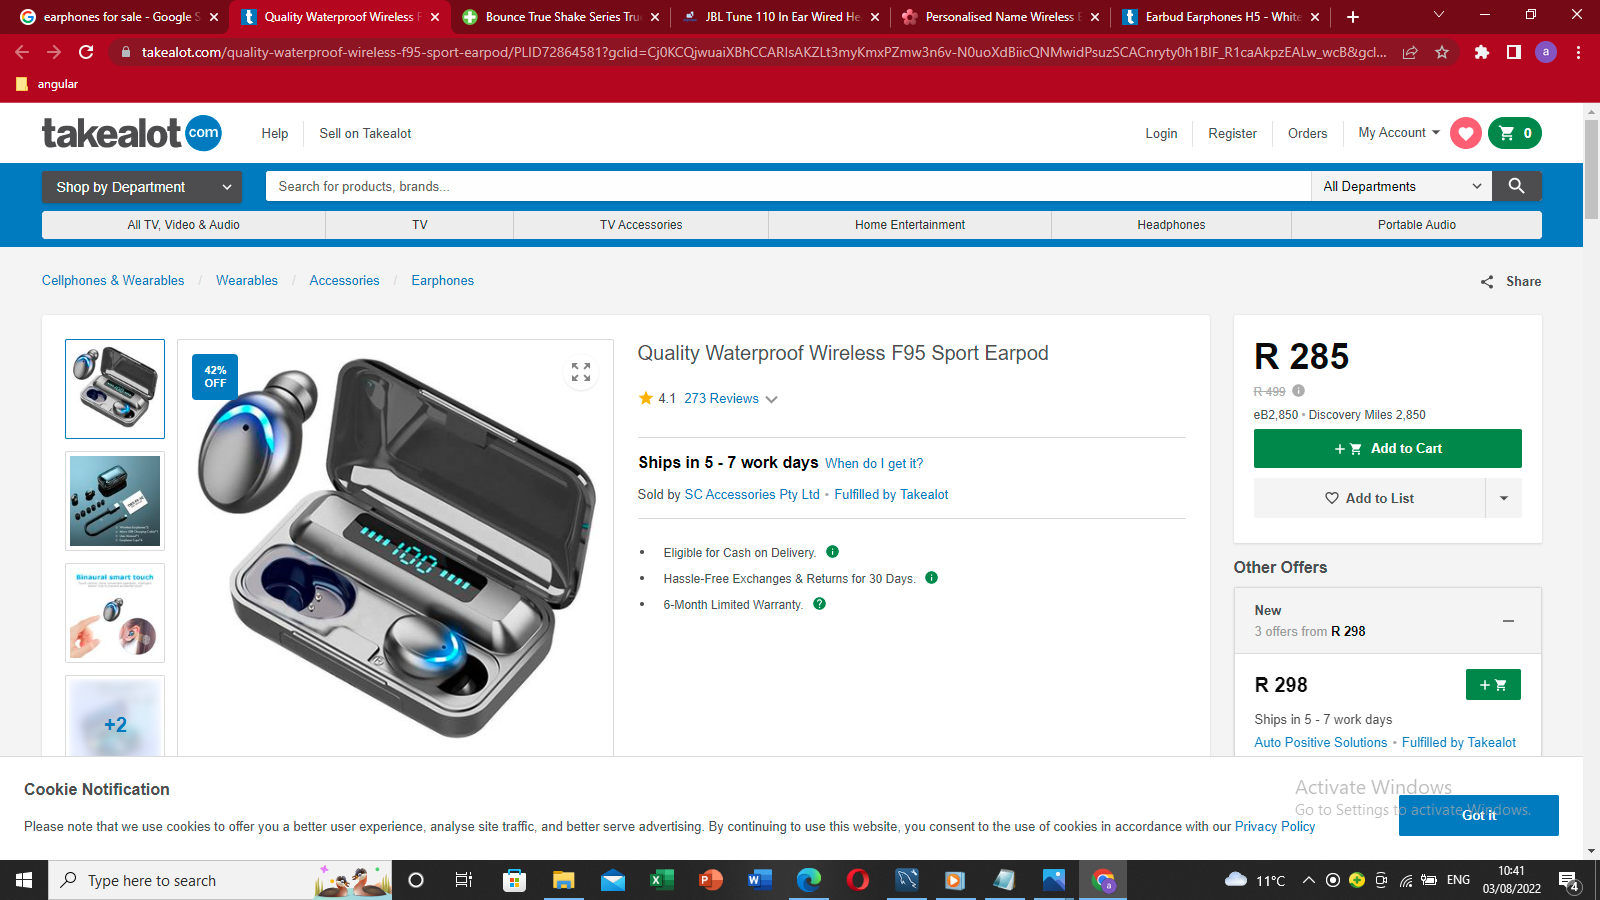 earphones for sale - Google S
Quality Waterproof Wireless F
Bounce True Shake Series Tru
JBL Tune 110 In Ear Wired He
Personalised Name Wireless E
Earbud Earphones H5 - White
takealot.com/quality-waterproof-wireless-f95-sport-earpod/PLID72864581?gclid=Cj0KCQjwuaiXBhCCARIsAKZLt3myKmxPZmw3n6v-N0uoXdBiicQNMwidPsuzSCACnryty0h1BIF_R1caAkpzEALw_wcB&gcl...
a
angular
takealot com
Help
Sell on Takealot
Login
Register
Orders
My Account
0
Shop by Department
Search for products, brands...
All Departments
All TV, Video & Audio
TV
TV Accessories
Home Entertainment
Headphones
Portable Audio
Cellphones & Wearables / Wearables / Accessories / Earphones
Share
42%
OFF
100
Binaural smart touch
+2
Quality Waterproof Wireless F95 Sport Earpod
4.1 273 Reviews
Ships in 5 - 7 work days When do I get it?
Sold by SC Accessories Pty Ltd • Fulfilled by Takealot
• Eligible for Cash on Delivery.
• Hassle-Free Exchanges & Returns for 30 Days.
• 6-Month Limited Warranty.
R 285
R 499
eB2,850 • Discovery Miles 2,850
+ Add to Cart
Add to List
Other Offers
New
3 offers from R 298
R 298
+
Ships in 5 - 7 work days
Auto Positive Solutions • Fulfilled by Takealot
Cookie Notification
Please note that we use cookies to offer you a better user experience, analyse site traffic, and better serve advertising. By continuing to use this website, you consent to the use of cookies in accordance with our Privacy Policy
Got it
Activate Windows
Go to Settings to activate Windows.
Type here to search
11°C
ENG
10:41
03/08/2022
4